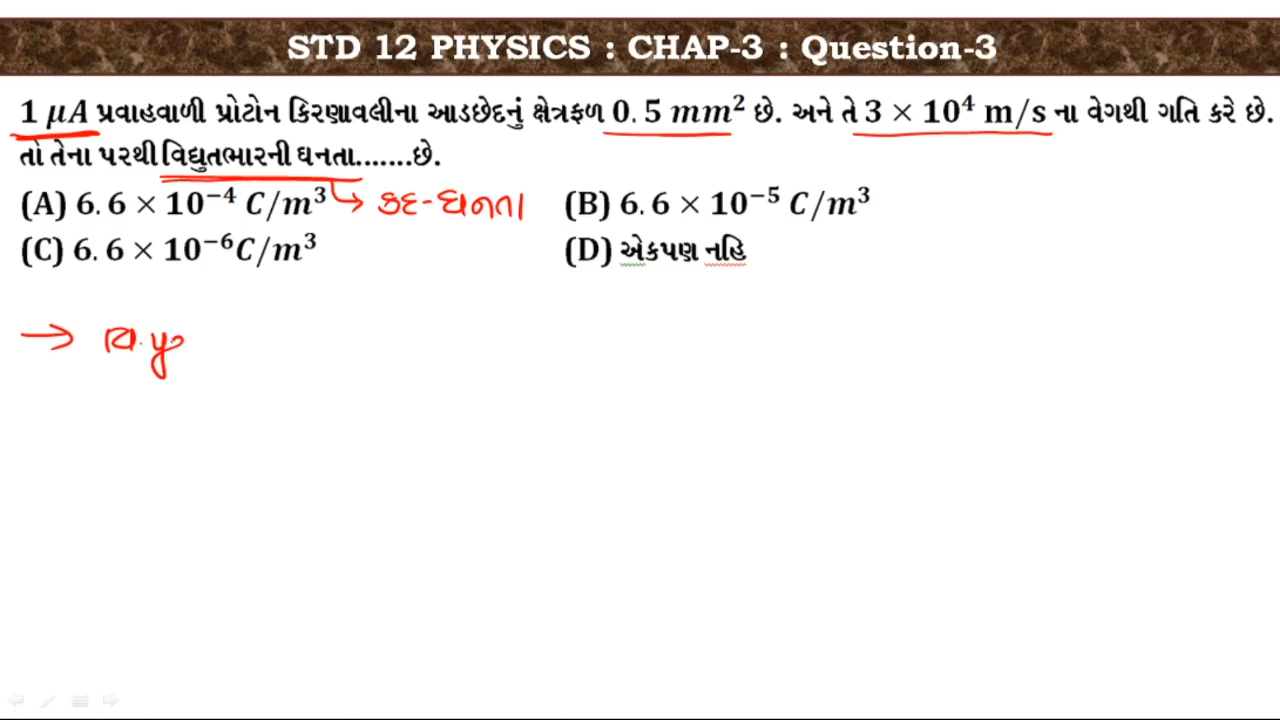 STD 12 PHYSICS : CHAP-3 : Question-3
1 μA પ્રવાહવાળી પ્રોટોન કિરણાવલીના આડછેદનું ક્ષેત્રફળ 0.5 mm² છે. અને તે 3 × 10⁴ m/s ના વેગથી ગતિ કરે છે.
તો તેના પરથી વિદ્યુતભારની ઘનતા.......છે.
(A) 6.6 × 10⁻⁴ C/m³ → કદ-ઘનતા (B) 6.6 × 10⁻⁵ C/m³
(C) 6.6 × 10⁻⁶C/m³ (D) એકપણ નહિ
→ વિ.